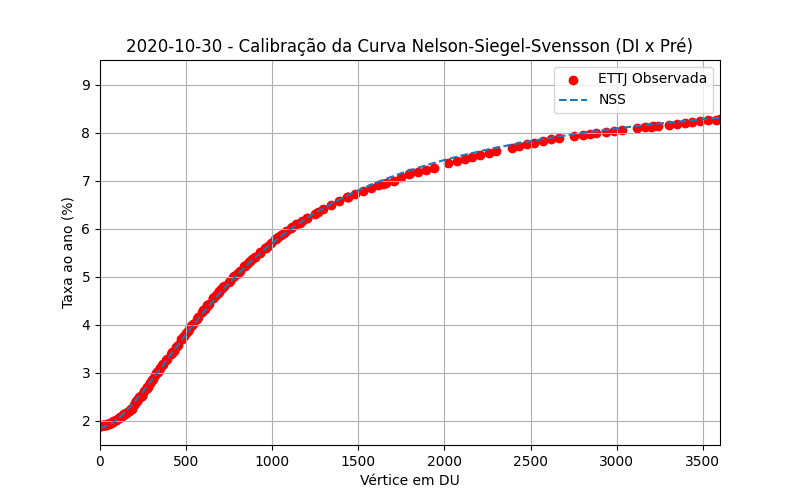 2020-10-30 - Calibração da Curva Nelson-Siegel-Svensson (DI x Pré)
ETTJ Observada
NSS
Taxa ao ano (%)
9
8
7
6
5
4
3
2
0 500 1000 1500 2000 2500 3000 3500
Vértice em DU